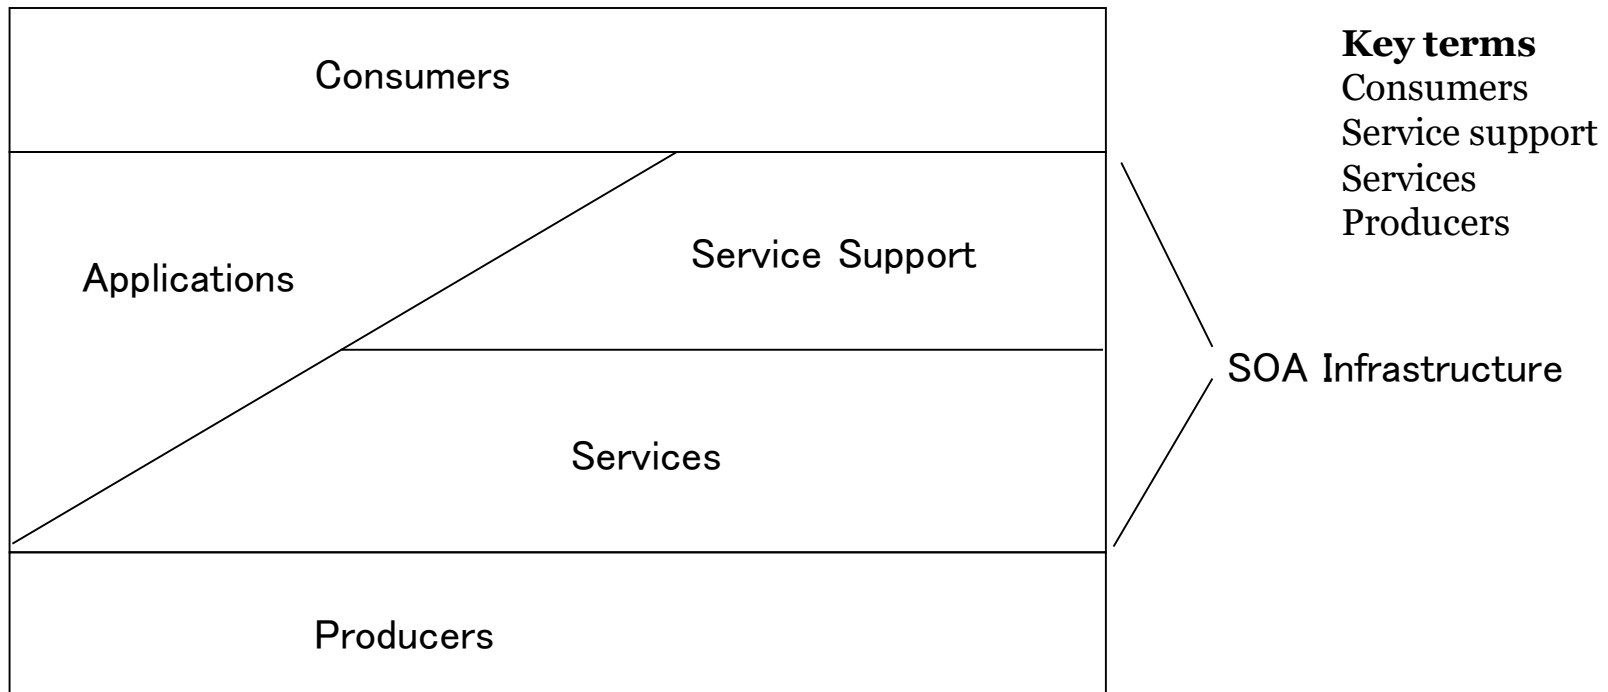 Consumers
Key terms
Consumers
Service support
Services
Producers
Applications
Service Support
SOA Infrastructure
Services
Producers